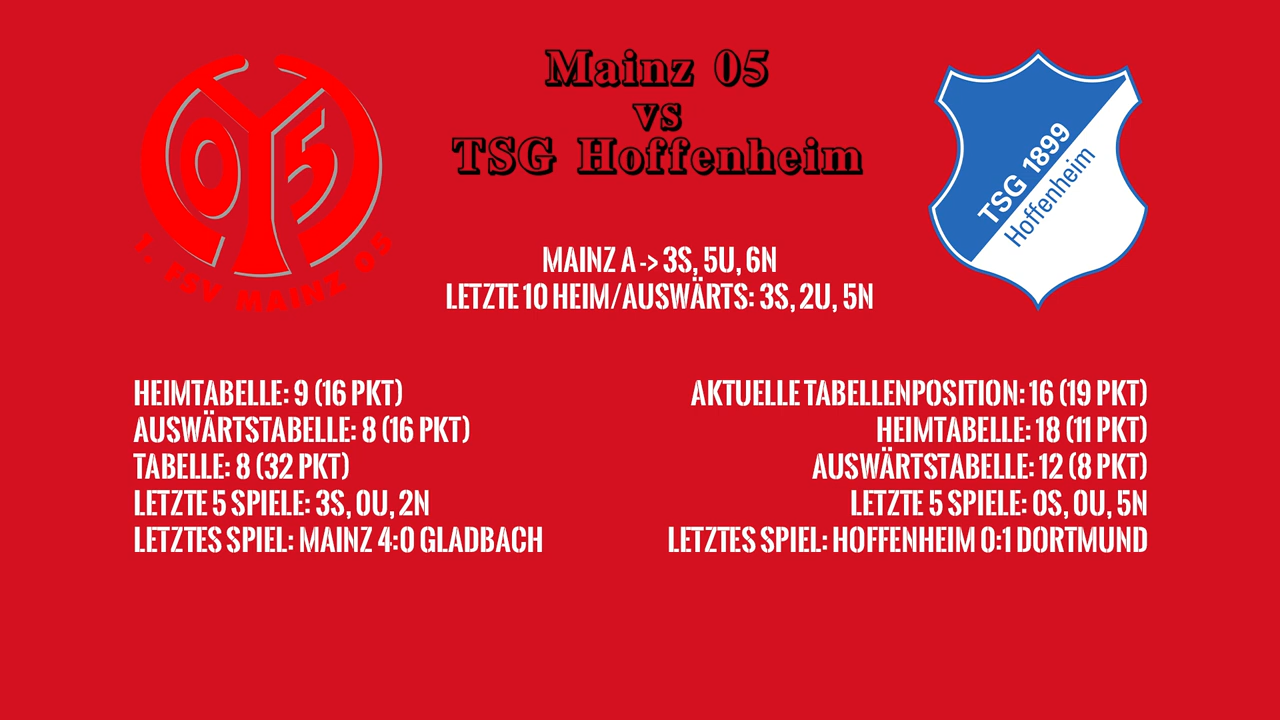 Mainz 05
vs
TSG Hoffenheim
05
1. FSV MAINZ 05
TSG 1899
Hoffenheim
MAINZ A -> 3S, 5U, 6N
LETZTE 10 HEIM/AUSWÄRTS: 3S, 2U, 5N
HEIMTABELLE: 9 (16 PKT)
AUSWÄRTSTABELLE: 8 (16 PKT)
TABELLE: 8 (32 PKT)
LETZTE 5 SPIELE: 3S, 0U, 2N
LETZTES SPIEL: MAINZ 4:0 GLADBACH
AKTUELLE TABELLENPOSITION: 16 (19 PKT)
HEIMTABELLE: 18 (11 PKT)
AUSWÄRTSTABELLE: 12 (8 PKT)
LETZTE 5 SPIELE: 0S, 0U, 5N
LETZTES SPIEL: HOFFENHEIM 0:1 DORTMUND